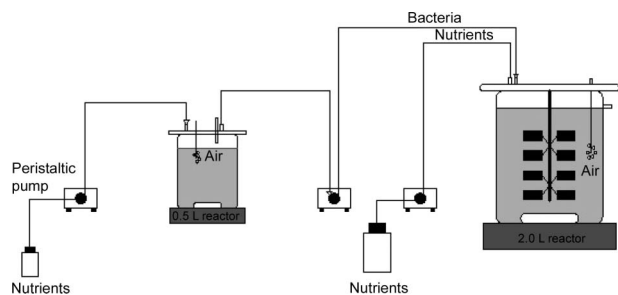 Bacteria
Nutrients
Air
Peristaltic
pump
Air
0.5 L reactor
2.0 L reactor
Nutrients
Nutrients